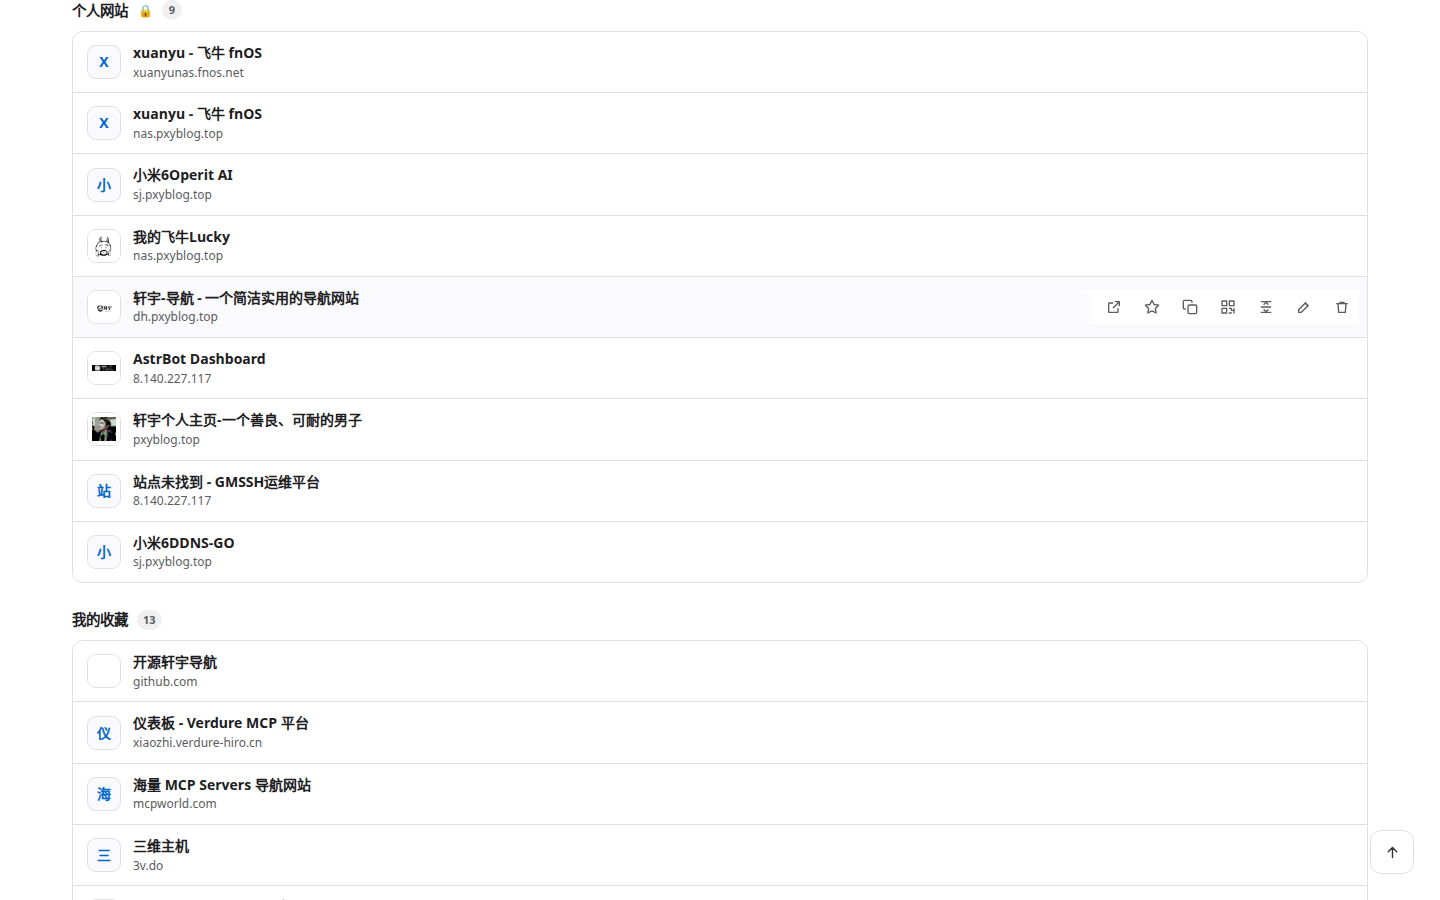 个人网站 🔒 9
X
xuanyu - 飞牛 fnOS
xuanyunas.fnos.net
X
xuanyu - 飞牛 fnOS
nas.pxyblog.top
小
小米6Operit AI
sj.pxyblog.top
我的飞牛Lucky
nas.pxyblog.top
轩宇-导航 - 一个简洁实用的导航网站
dh.pxyblog.top
AstrBot Dashboard
8.140.227.117
轩宇个人主页-一个善良、可耐的男子
pxyblog.top
站
站点未找到 - GMSSH运维平台
8.140.227.117
小
小米6DDNS-GO
sj.pxyblog.top
我的收藏 13
开源轩宇导航
github.com
仪
仪表板 - Verdure MCP 平台
xiaozhi.verdure-hiro.cn
海
海量 MCP Servers 导航网站
mcpworld.com
三
三维主机
3v.do